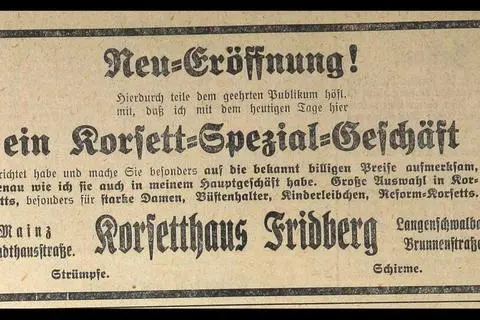 Neu=Eröffnung!
Hierdurch teile dem geehrten Publikum höfl.
mit, daß ich mit dem heutigen Tage hier
ein Korsett=Spezial=Geschäft
richtet habe und mache Sie besonders auf die bekannt billigen Preise aufmerksam,
enau wie ich sie auch in meinem Hauptgeschäft habe. Große Auswahl in Kor-
tts, besonders für starke Damen, Büstenhalter, Kinderleibchen, Reform-Korsetts.
Mainz
dthausstraße.
Korsetthaus Fridberg
Langenschwalba
Brunnenstraße
Strümpfe.
Schirme.